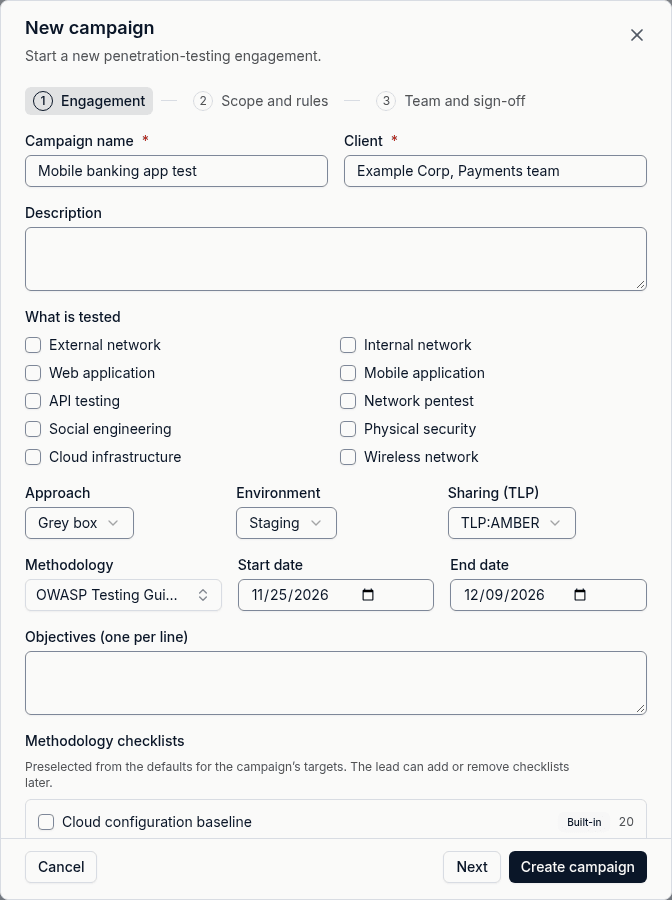 New campaign
Start a new penetration-testing engagement.
1 Engagement 2 Scope and rules 3 Team and sign-off
Campaign name * Client *
Mobile banking app test Example Corp, Payments team
Description
What is tested
External network Internal network
Web application Mobile application
API testing Network pentest
Social engineering Physical security
Cloud infrastructure Wireless network
Approach Environment Sharing (TLP)
Grey box Staging TLP:AMBER
Methodology Start date End date
OWASP Testing Gui... 11/25/2026 12/09/2026
Objectives (one per line)
Methodology checklists
Preselected from the defaults for the campaign's targets. The lead can add or remove checklists
later.
Cloud configuration baseline Built-in 20
Cancel Next Create campaign